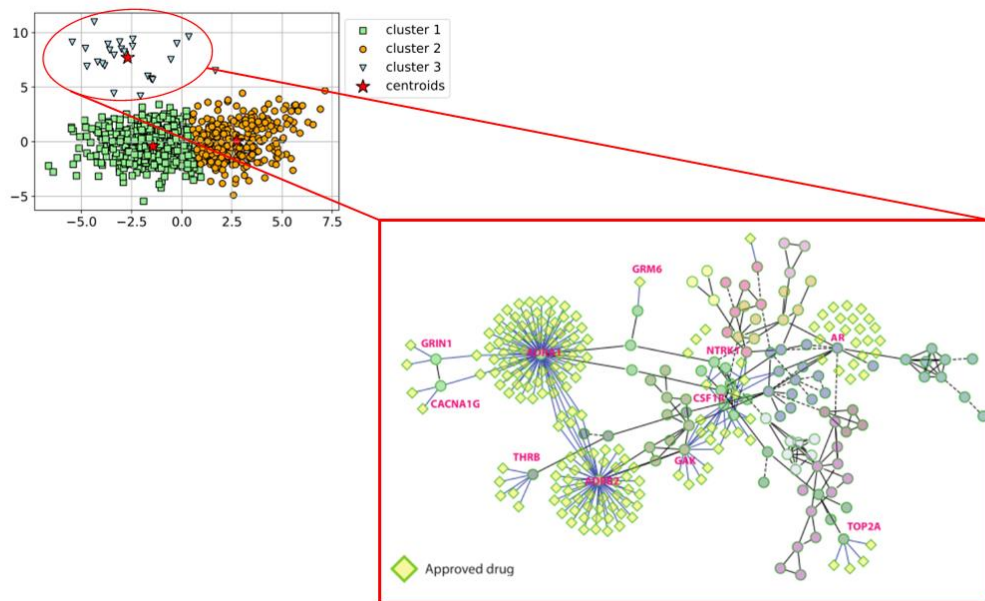 cluster 1
cluster 2
cluster 3
centroids
10
5
0
−5
−5.0 −2.5 0.0 2.5 5.0 7.5
GRM6
GRIN1
AR
NTRK1
CACNA1G
CSF1R
THRB
GAK
ADRB2
TOP2A
Approved drug